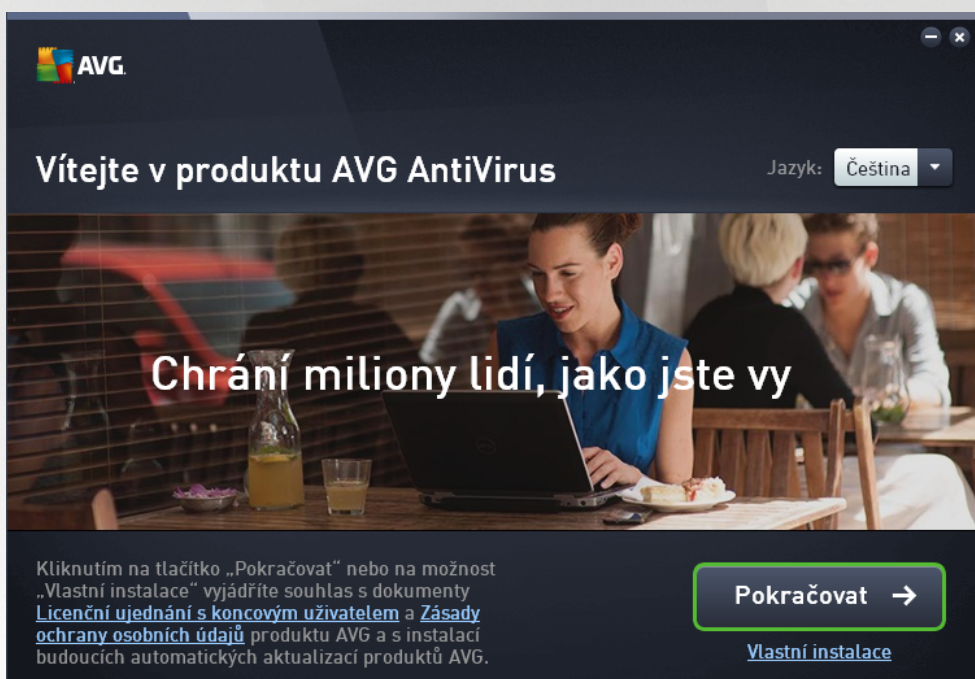 AVG.
Vítejte v produktu AVG AntiVirus
Jazyk: Čeština
Chrání miliony lidí, jako jste vy
Kliknutím na tlačítko „Pokračovat“ nebo na možnost
„Vlastní instalace“ vyjádříte souhlas s dokumenty
Licenční ujednání s koncovým uživatelem a Zásady
ochrany osobních údajů produktu AVG a s instalací
budoucích automatických aktualizací produktů AVG.
Pokračovat →
Vlastní instalace